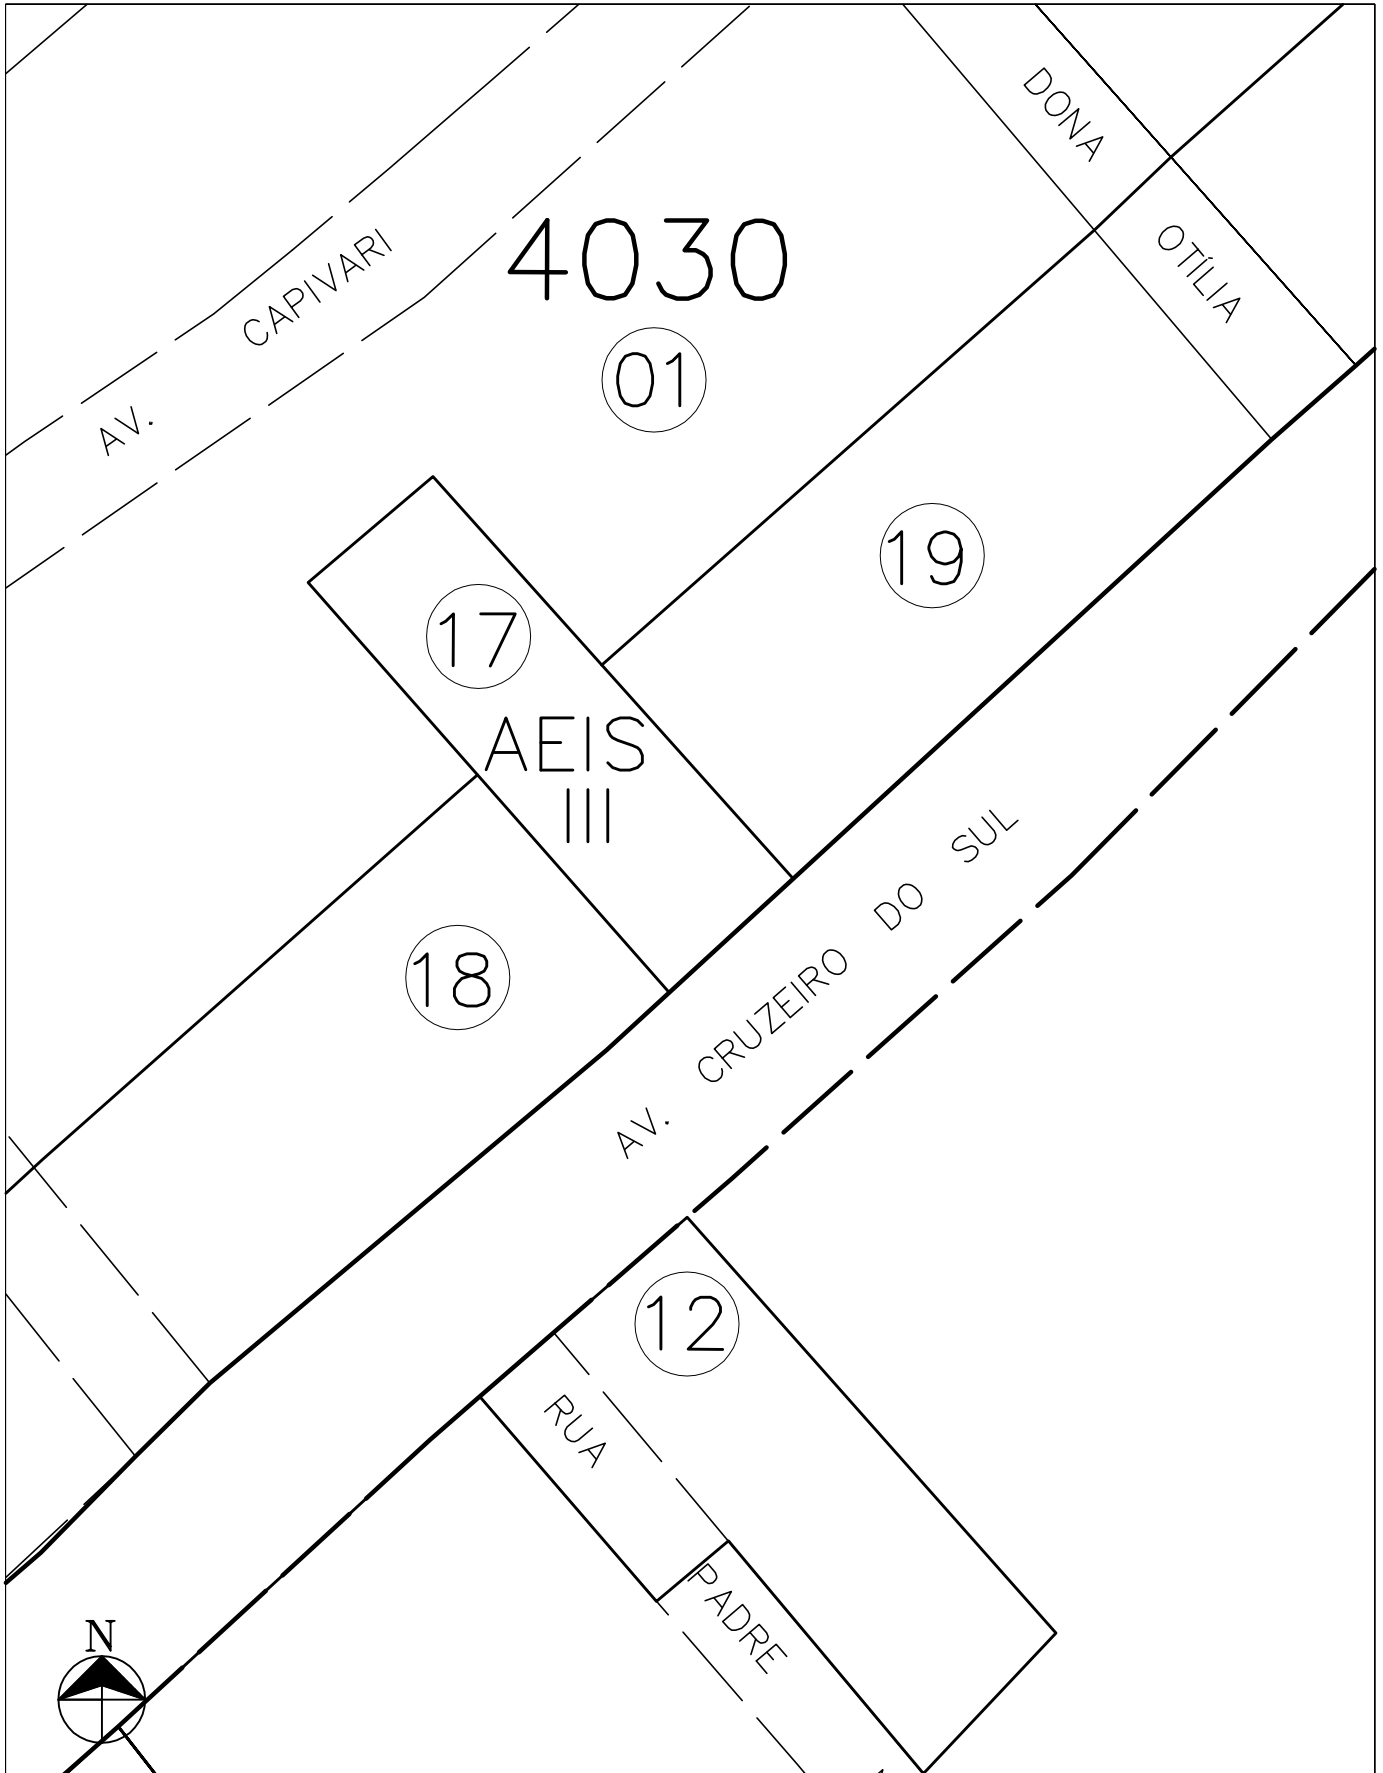 DONA
OTÍLIA
4030
01
AV. CAPIVARI
19
17
AEIS
III
18
AV. CRUZEIRO DO SUL
12
RUA
PADRE
N